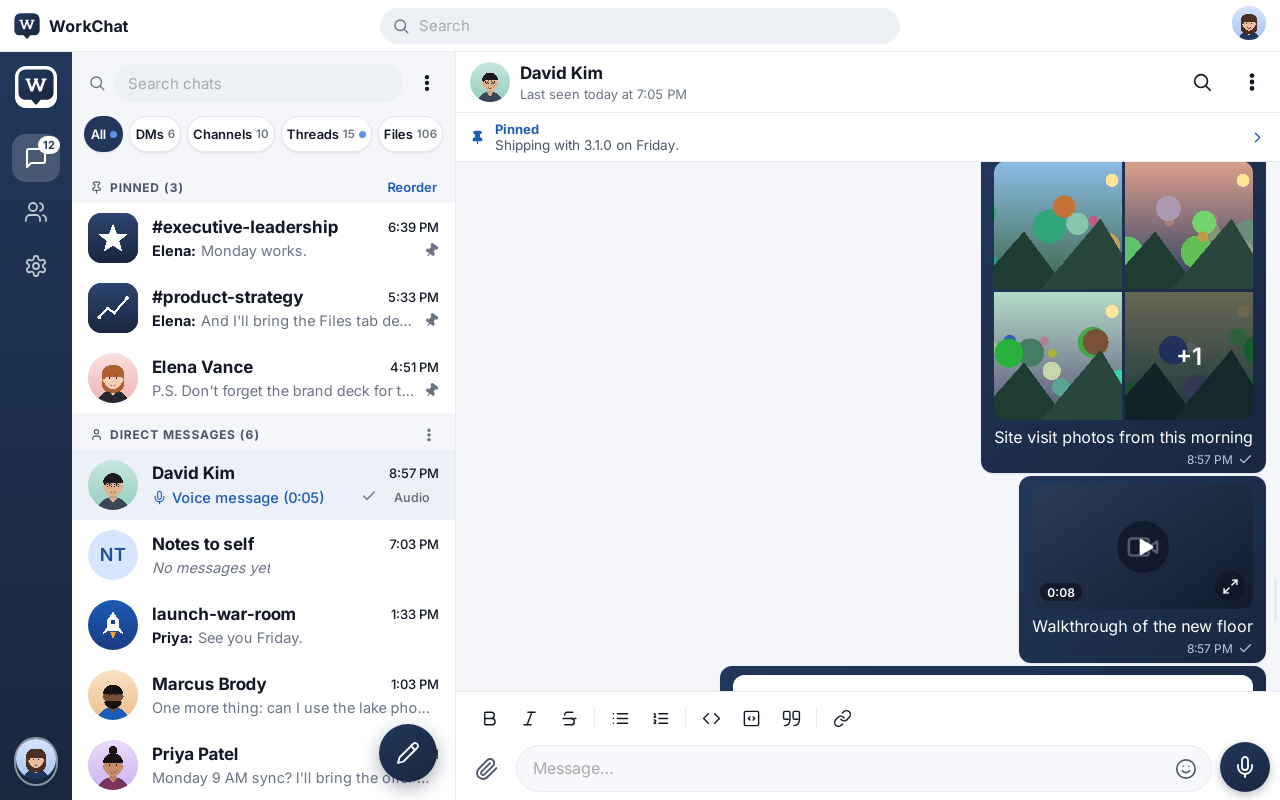 W WorkChat
Search
W
12
Search chats
All
DMs 6
Channels 10
Threads 15
Files 106
PINNED (3)
Reorder
#executive-leadership
6:39 PM
Elena: Monday works.
#product-strategy
5:33 PM
Elena: And I'll bring the Files tab de...
Elena Vance
4:51 PM
P.S. Don't forget the brand deck for t...
DIRECT MESSAGES (6)
David Kim
8:57 PM
Voice message (0:05)
Audio
NT
Notes to self
7:03 PM
No messages yet
launch-war-room
1:33 PM
Priya: See you Friday.
Marcus Brody
1:03 PM
One more thing: can I use the lake pho...
Priya Patel
Monday 9 AM sync? I'll bring the
David Kim
Last seen today at 7:05 PM
Pinned
Shipping with 3.1.0 on Friday.
+1
Site visit photos from this morning
8:57 PM
0:08
Walkthrough of the new floor
8:57 PM
Message...